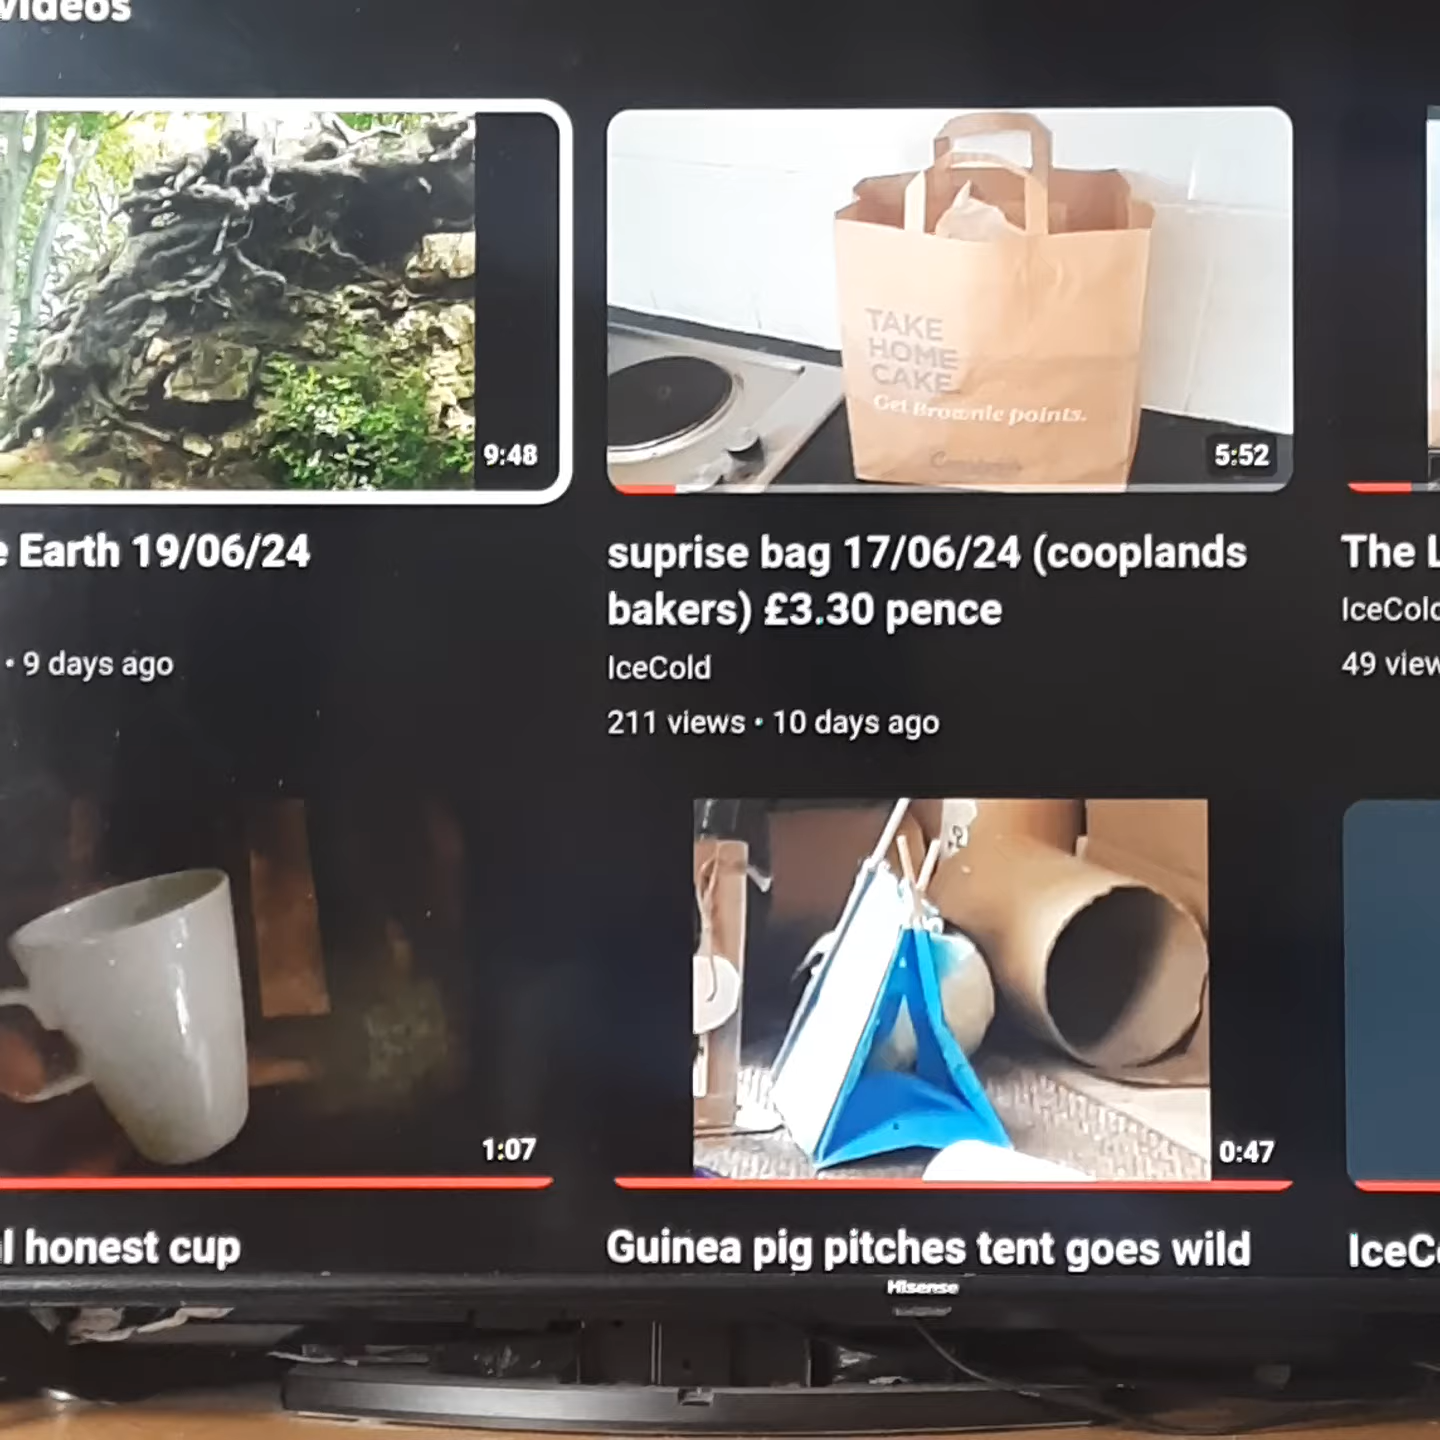 videos
TAKE
HOME
CAKE
Get Brownie points.
9:48
5:52
e Earth 19/06/24
suprise bag 17/06/24 (cooplands
bakers) £3.30 pence
The L
IceCold
IceCold
• 9 days ago
211 views • 10 days ago
49 view
1:07
0:47
l honest cup
Guinea pig pitches tent goes wild
IceC
Hisense